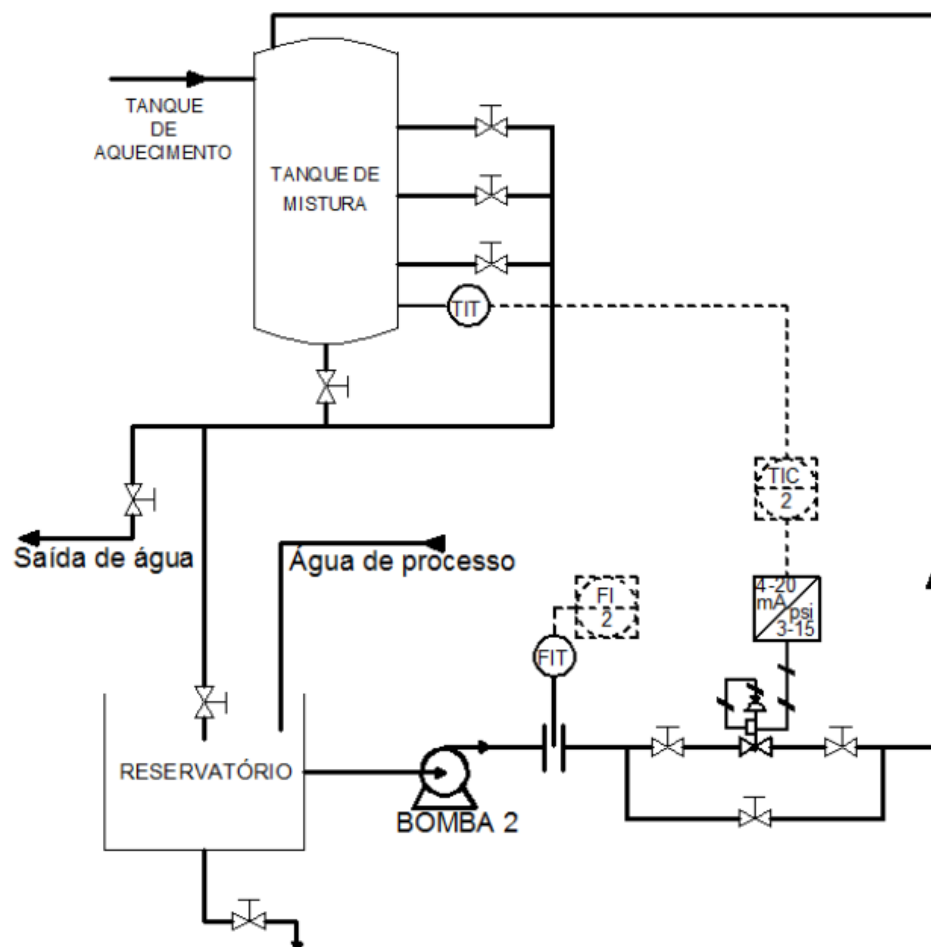 TANQUE
DE
AQUECIMENTO
TANQUE DE
MISTURA
TIT
TIC
2
Saída de água
Água de processo
4-20
mA
psi
3-15
FI
2
FIT
RESERVATÓRIO
BOMBA 2